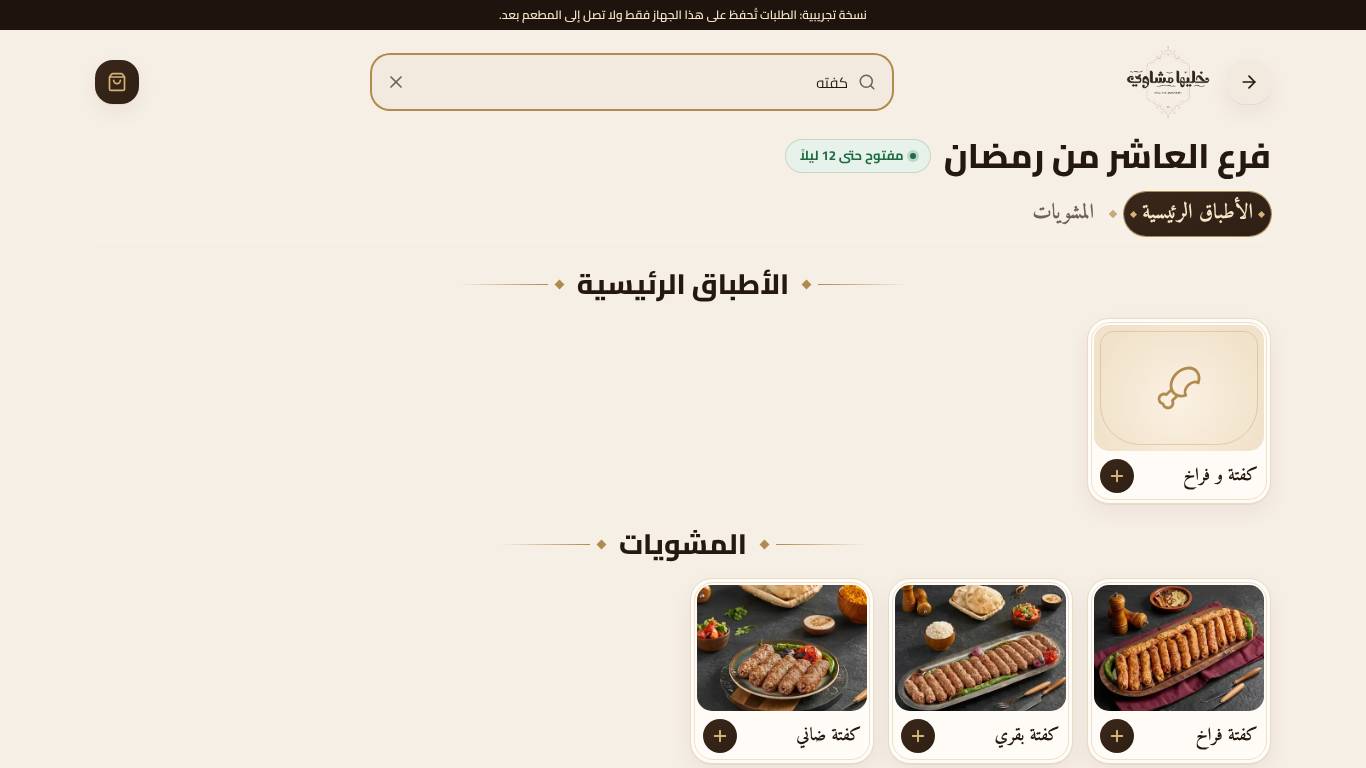 نسخة تجريبية: الطلبات تُحفظ على هذا الجهاز فقط ولا تصل إلى المطعم بعد.
خليها مشاوي
كفته
فرع العاشر من رمضان
مفتوح حتى 12 ليلاً
الأطباق الرئيسية
المشويات
الأطباق الرئيسية
كفتة و فراخ
المشويات
كفتة فراخ
كفتة بقري
كفتة ضاني